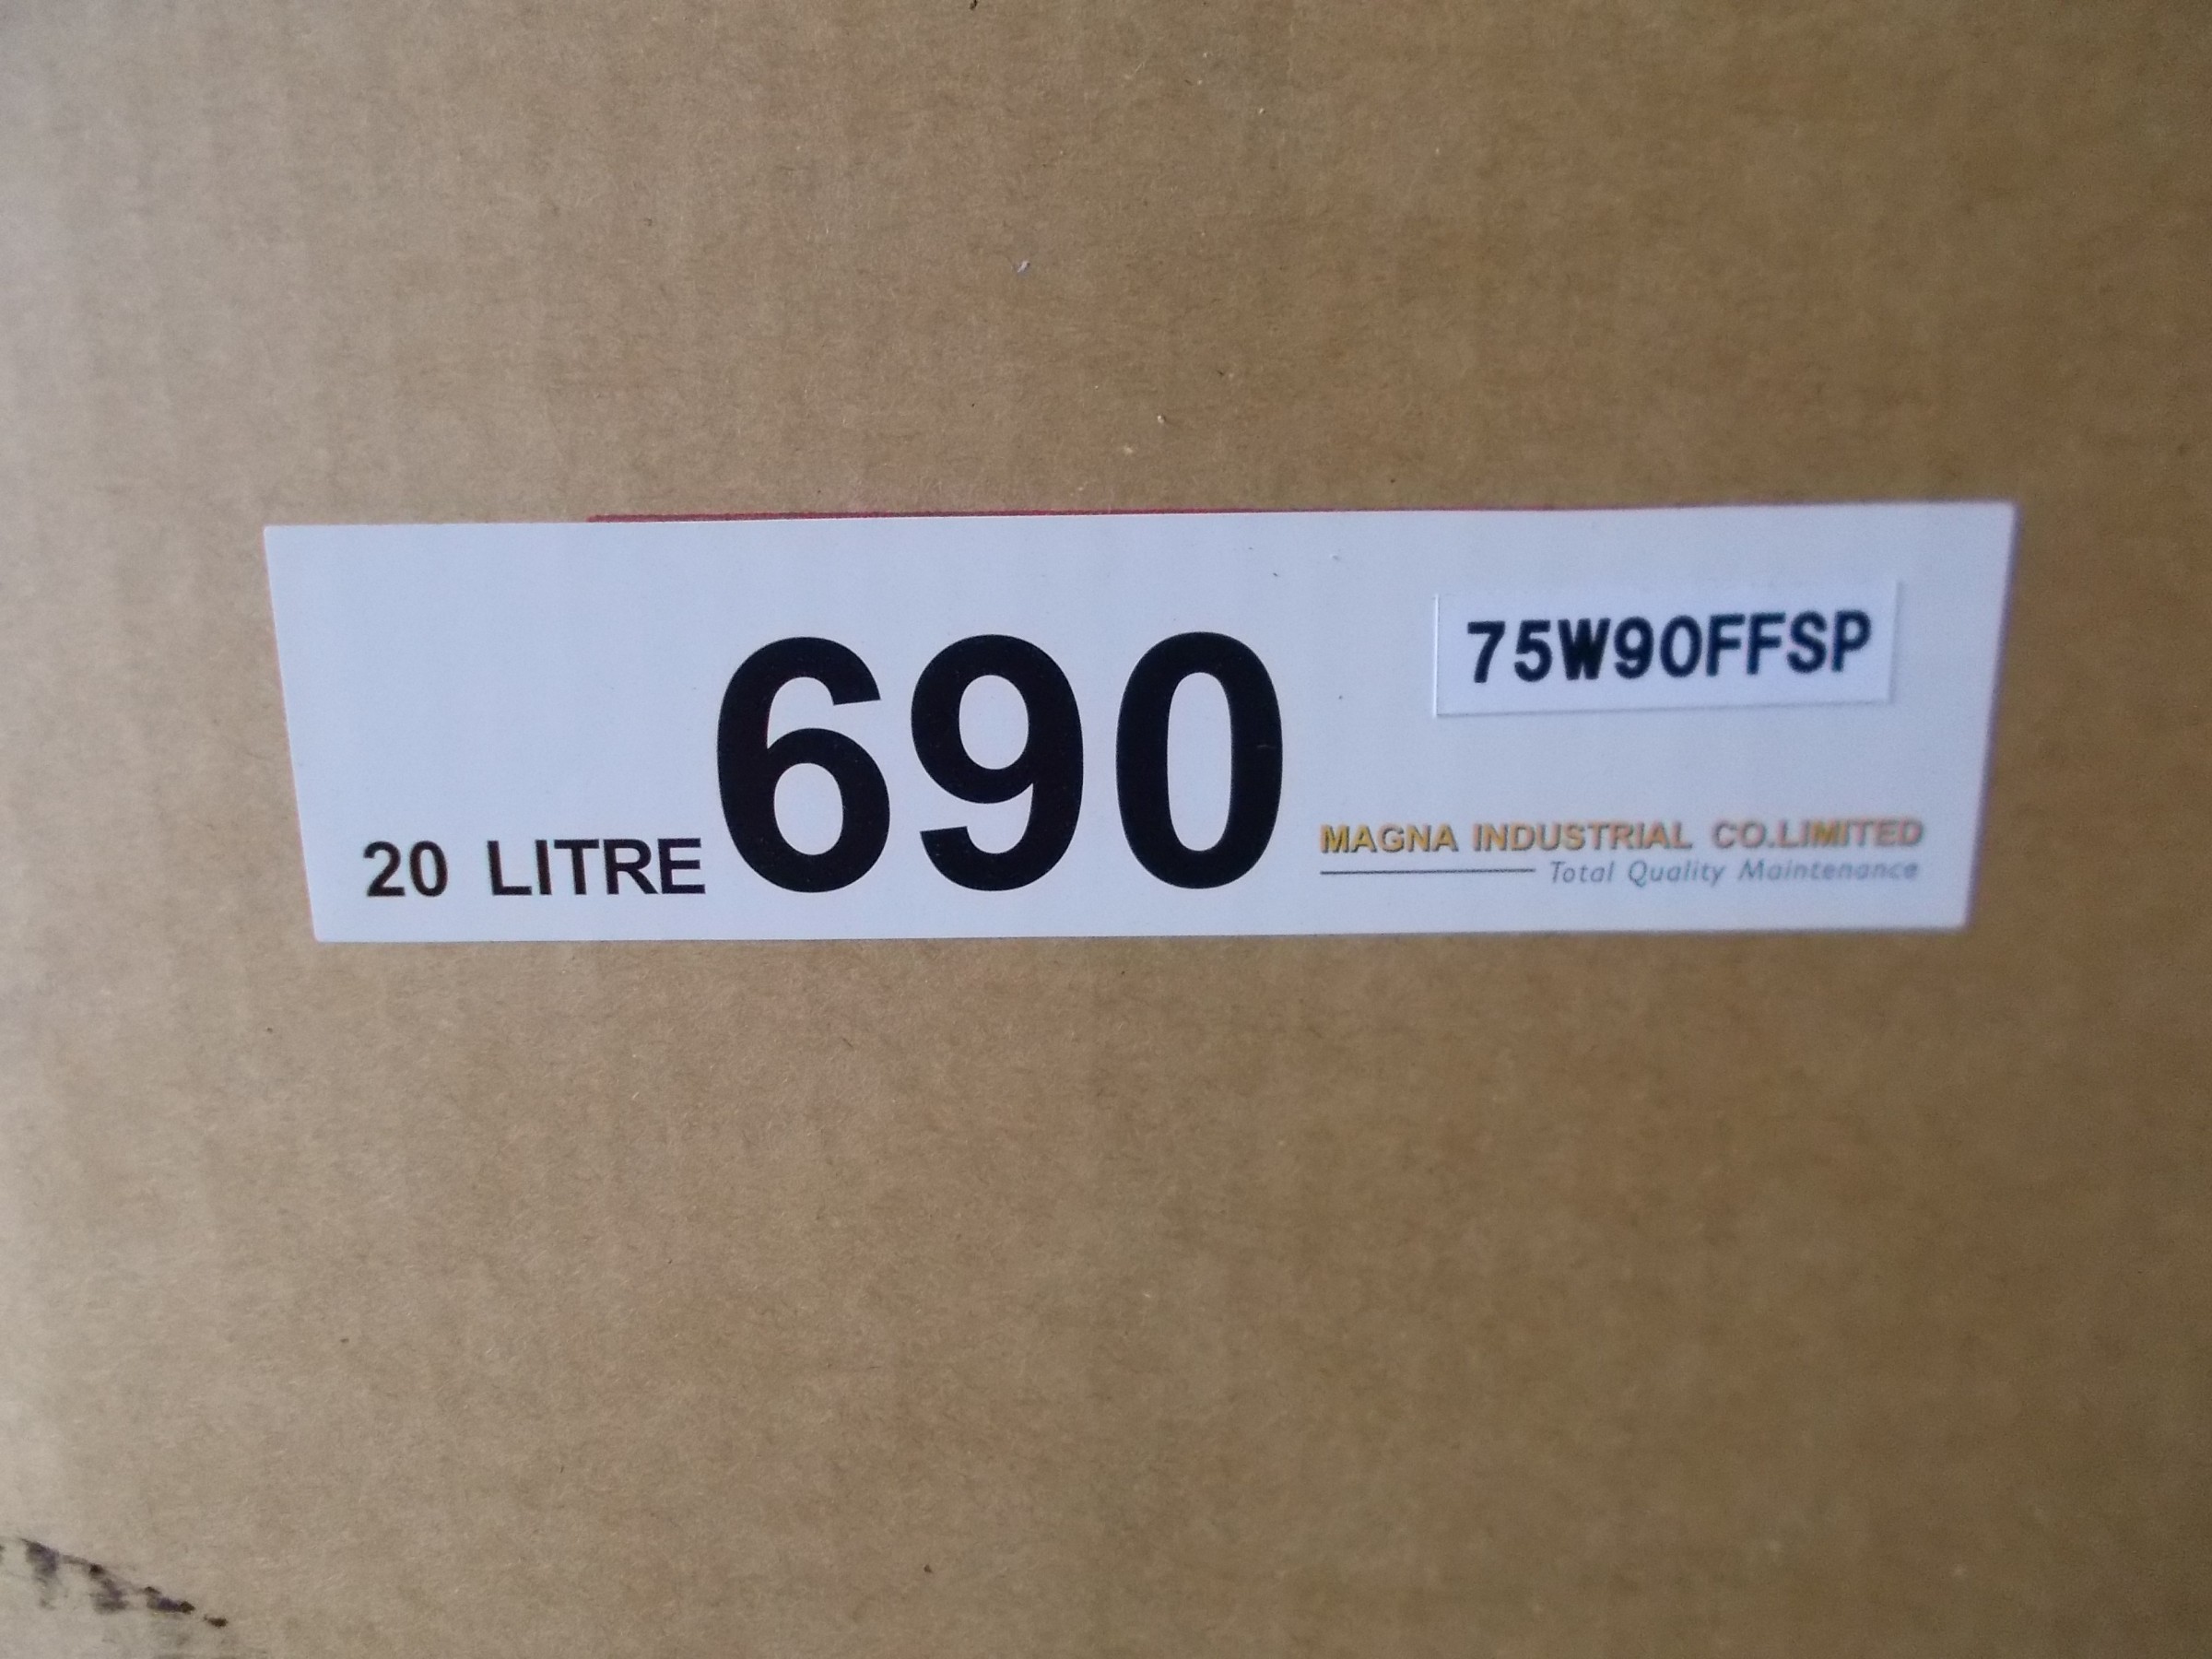 75W90FFSP
20 LITRE 690
MAGNA INDUSTRIAL CO.LIMITED
Total Quality Maintenance